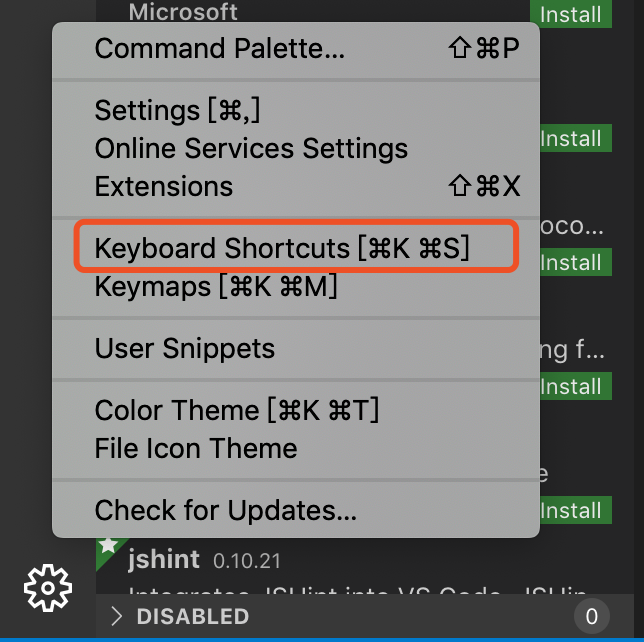 Microsoft
Install
Command Palette... ⇧⌘P
Settings [⌘,]
Online Services Settings
Install
Extensions ⇧⌘X
oco...
Keyboard Shortcuts [⌘K ⌘S]
Install
Keymaps [⌘K ⌘M]
User Snippets
ng f...
Install
Color Theme [⌘K ⌘T]
File Icon Theme
e
Check for Updates...
Install
jshint 0.10.21
Integrates JSHint into VS Code. JSHin
DISABLED 0